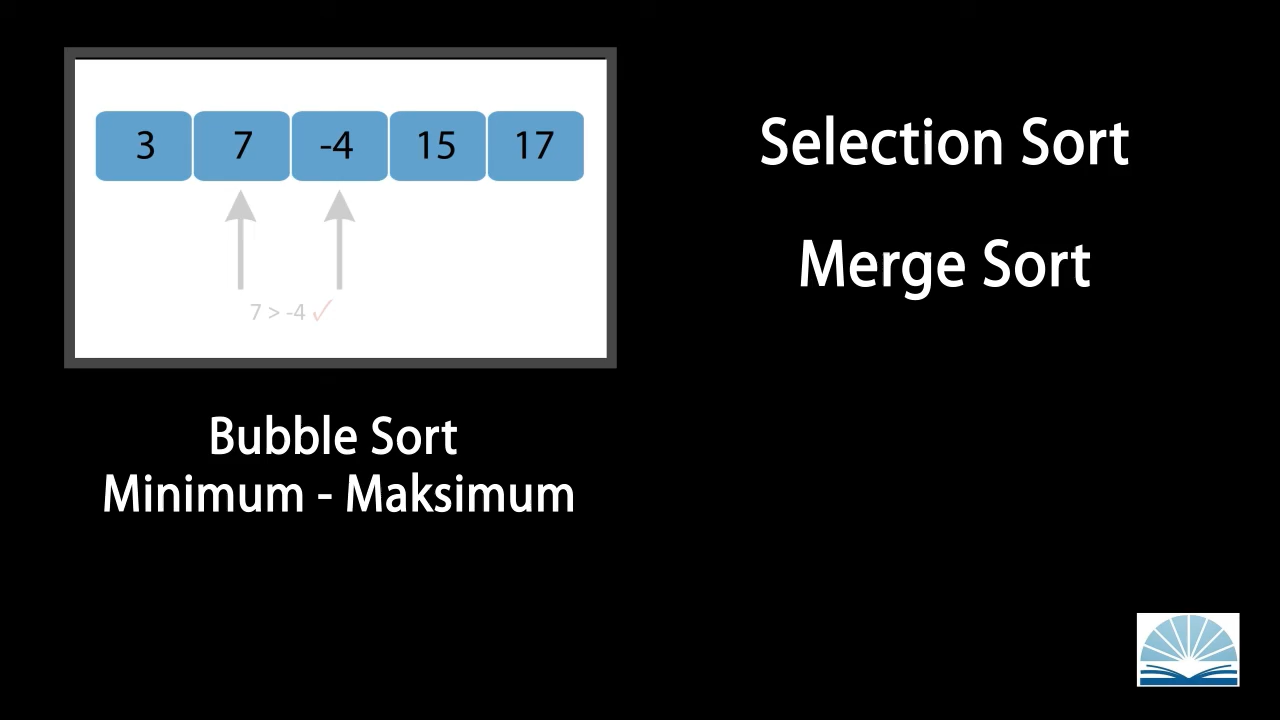 3 7 -4 15 17
7 > -4 ✓
Bubble Sort
Minimum - Maksimum
Selection Sort
Merge Sort